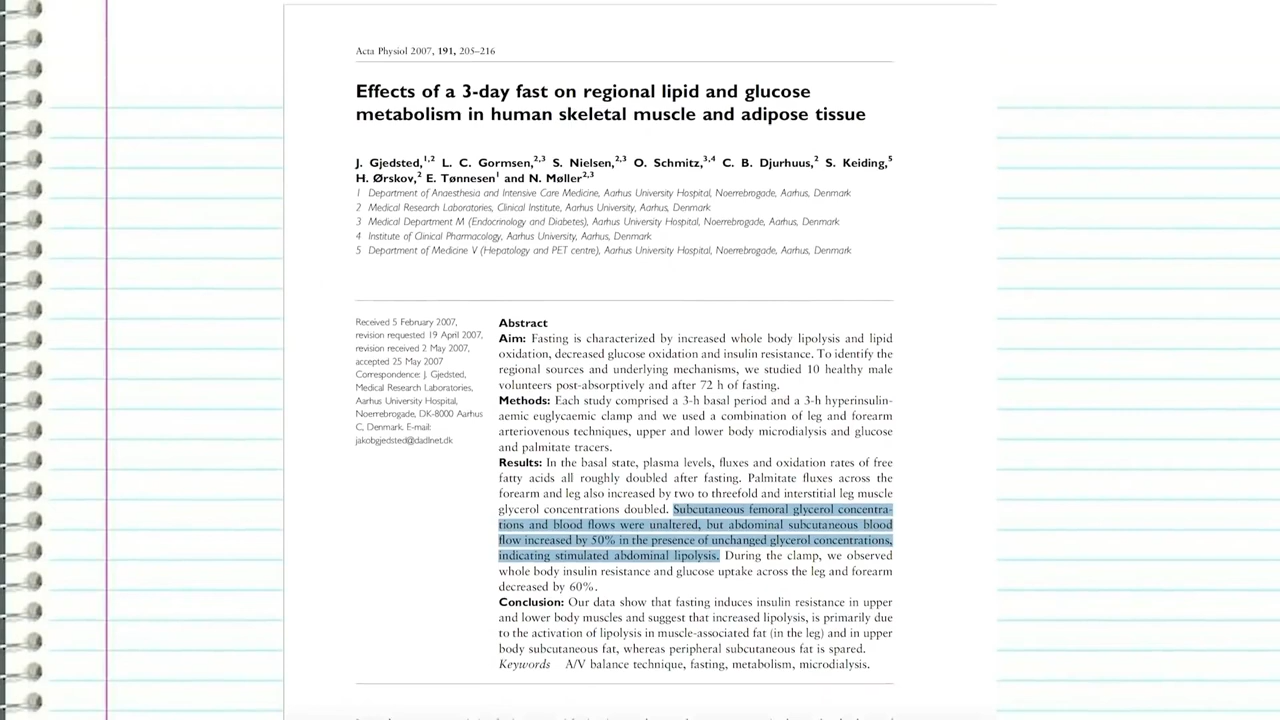 Acta Physiol 2007, 191, 205–216
Effects of a 3-day fast on regional lipid and glucose
metabolism in human skeletal muscle and adipose tissue
J. Gjedsted,1,2 L. C. Gormsen,2,3 S. Nielsen,2,3 O. Schmitz,3,4 C. B. Djurhuus,2 S. Keiding,5
H. Ørskov,2 E. Tønnesen1 and N. Møller2,3
1 Department of Anaesthesia and Intensive Care Medicine, Aarhus University Hospital, Noerrebrogade, Aarhus, Denmark
2 Medical Research Laboratories, Clinical Institute, Aarhus University, Aarhus, Denmark
3 Medical Department M (Endocrinology and Diabetes), Aarhus University Hospital, Noerrebrogade, Aarhus, Denmark
4 Institute of Clinical Pharmacology, Aarhus University, Aarhus, Denmark
5 Department of Medicine V (Hepatology and PET centre), Aarhus University Hospital, Noerrebrogade, Aarhus, Denmark
Received 5 February 2007,
revision requested 19 April 2007,
revision received 2 May 2007,
accepted 25 May 2007
Correspondence: J. Gjedsted,
Medical Research Laboratories,
Aarhus University Hospital,
Noerrebrogade, DK-8000 Aarhus
C, Denmark. E-mail:
jakobgjedsted@dadlnet.dk
Abstract
Aim: Fasting is characterized by increased whole body lipolysis and lipid
oxidation, decreased glucose oxidation and insulin resistance. To identify the
regional sources and underlying mechanisms, we studied 10 healthy male
volunteers post-absorptively and after 72 h of fasting.
Methods: Each study comprised a 3-h basal period and a 3-h hyperinsulin-
aemic euglycaemic clamp and we used a combination of leg and forearm
arteriovenous techniques, upper and lower body microdialysis and glucose
and palmitate tracers.
Results: In the basal state, plasma levels, fluxes and oxidation rates of free
fatty acids all roughly doubled after fasting. Palmitate fluxes across the
forearm and leg also increased by two to threefold and interstitial leg muscle
glycerol concentrations doubled. Subcutaneous femoral glycerol concentra-
tions and blood flows were unaltered, but abdominal subcutaneous blood
flow increased by 50% in the presence of unchanged glycerol concentrations,
indicating stimulated abdominal lipolysis. During the clamp, we observed
whole body insulin resistance and glucose uptake across the leg and forearm
decreased by 60%.
Conclusion: Our data show that fasting induces insulin resistance in upper
and lower body muscles and suggest that increased lipolysis, is primarily due
to the activation of lipolysis in muscle-associated fat (in the leg) and in upper
body subcutaneous fat, whereas peripheral subcutaneous fat is spared.
Keywords A/V balance technique, fasting, metabolism, microdialysis.